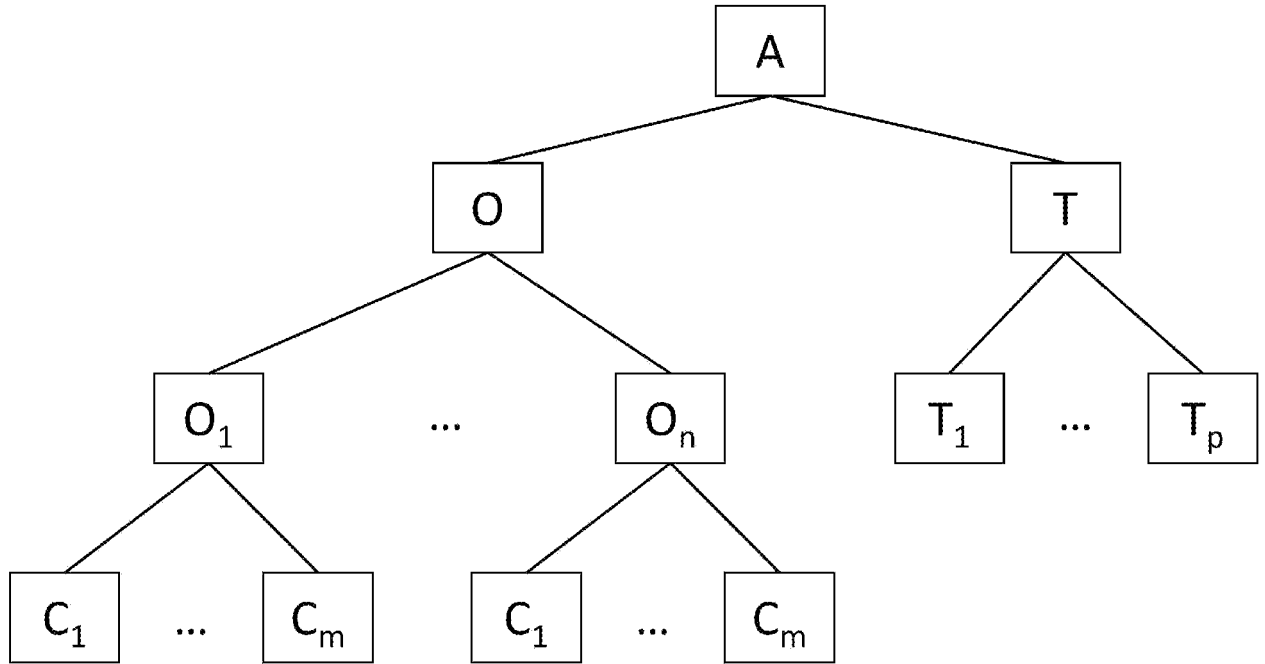 A
O T
O₁ ... Oₙ T₁ ... Tₚ
C₁ ... Cₘ C₁ ... Cₘ